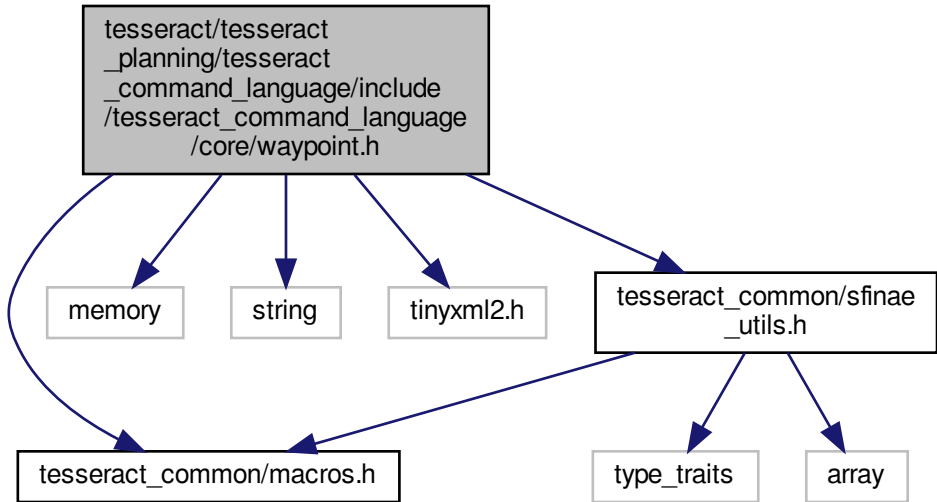 tesseract/tesseract
_planning/tesseract
_command_language/include
/tesseract_command_language
/core/waypoint.h
memory
string
tinyxml2.h
tesseract_common/sfinae
_utils.h
tesseract_common/macros.h
type_traits
array